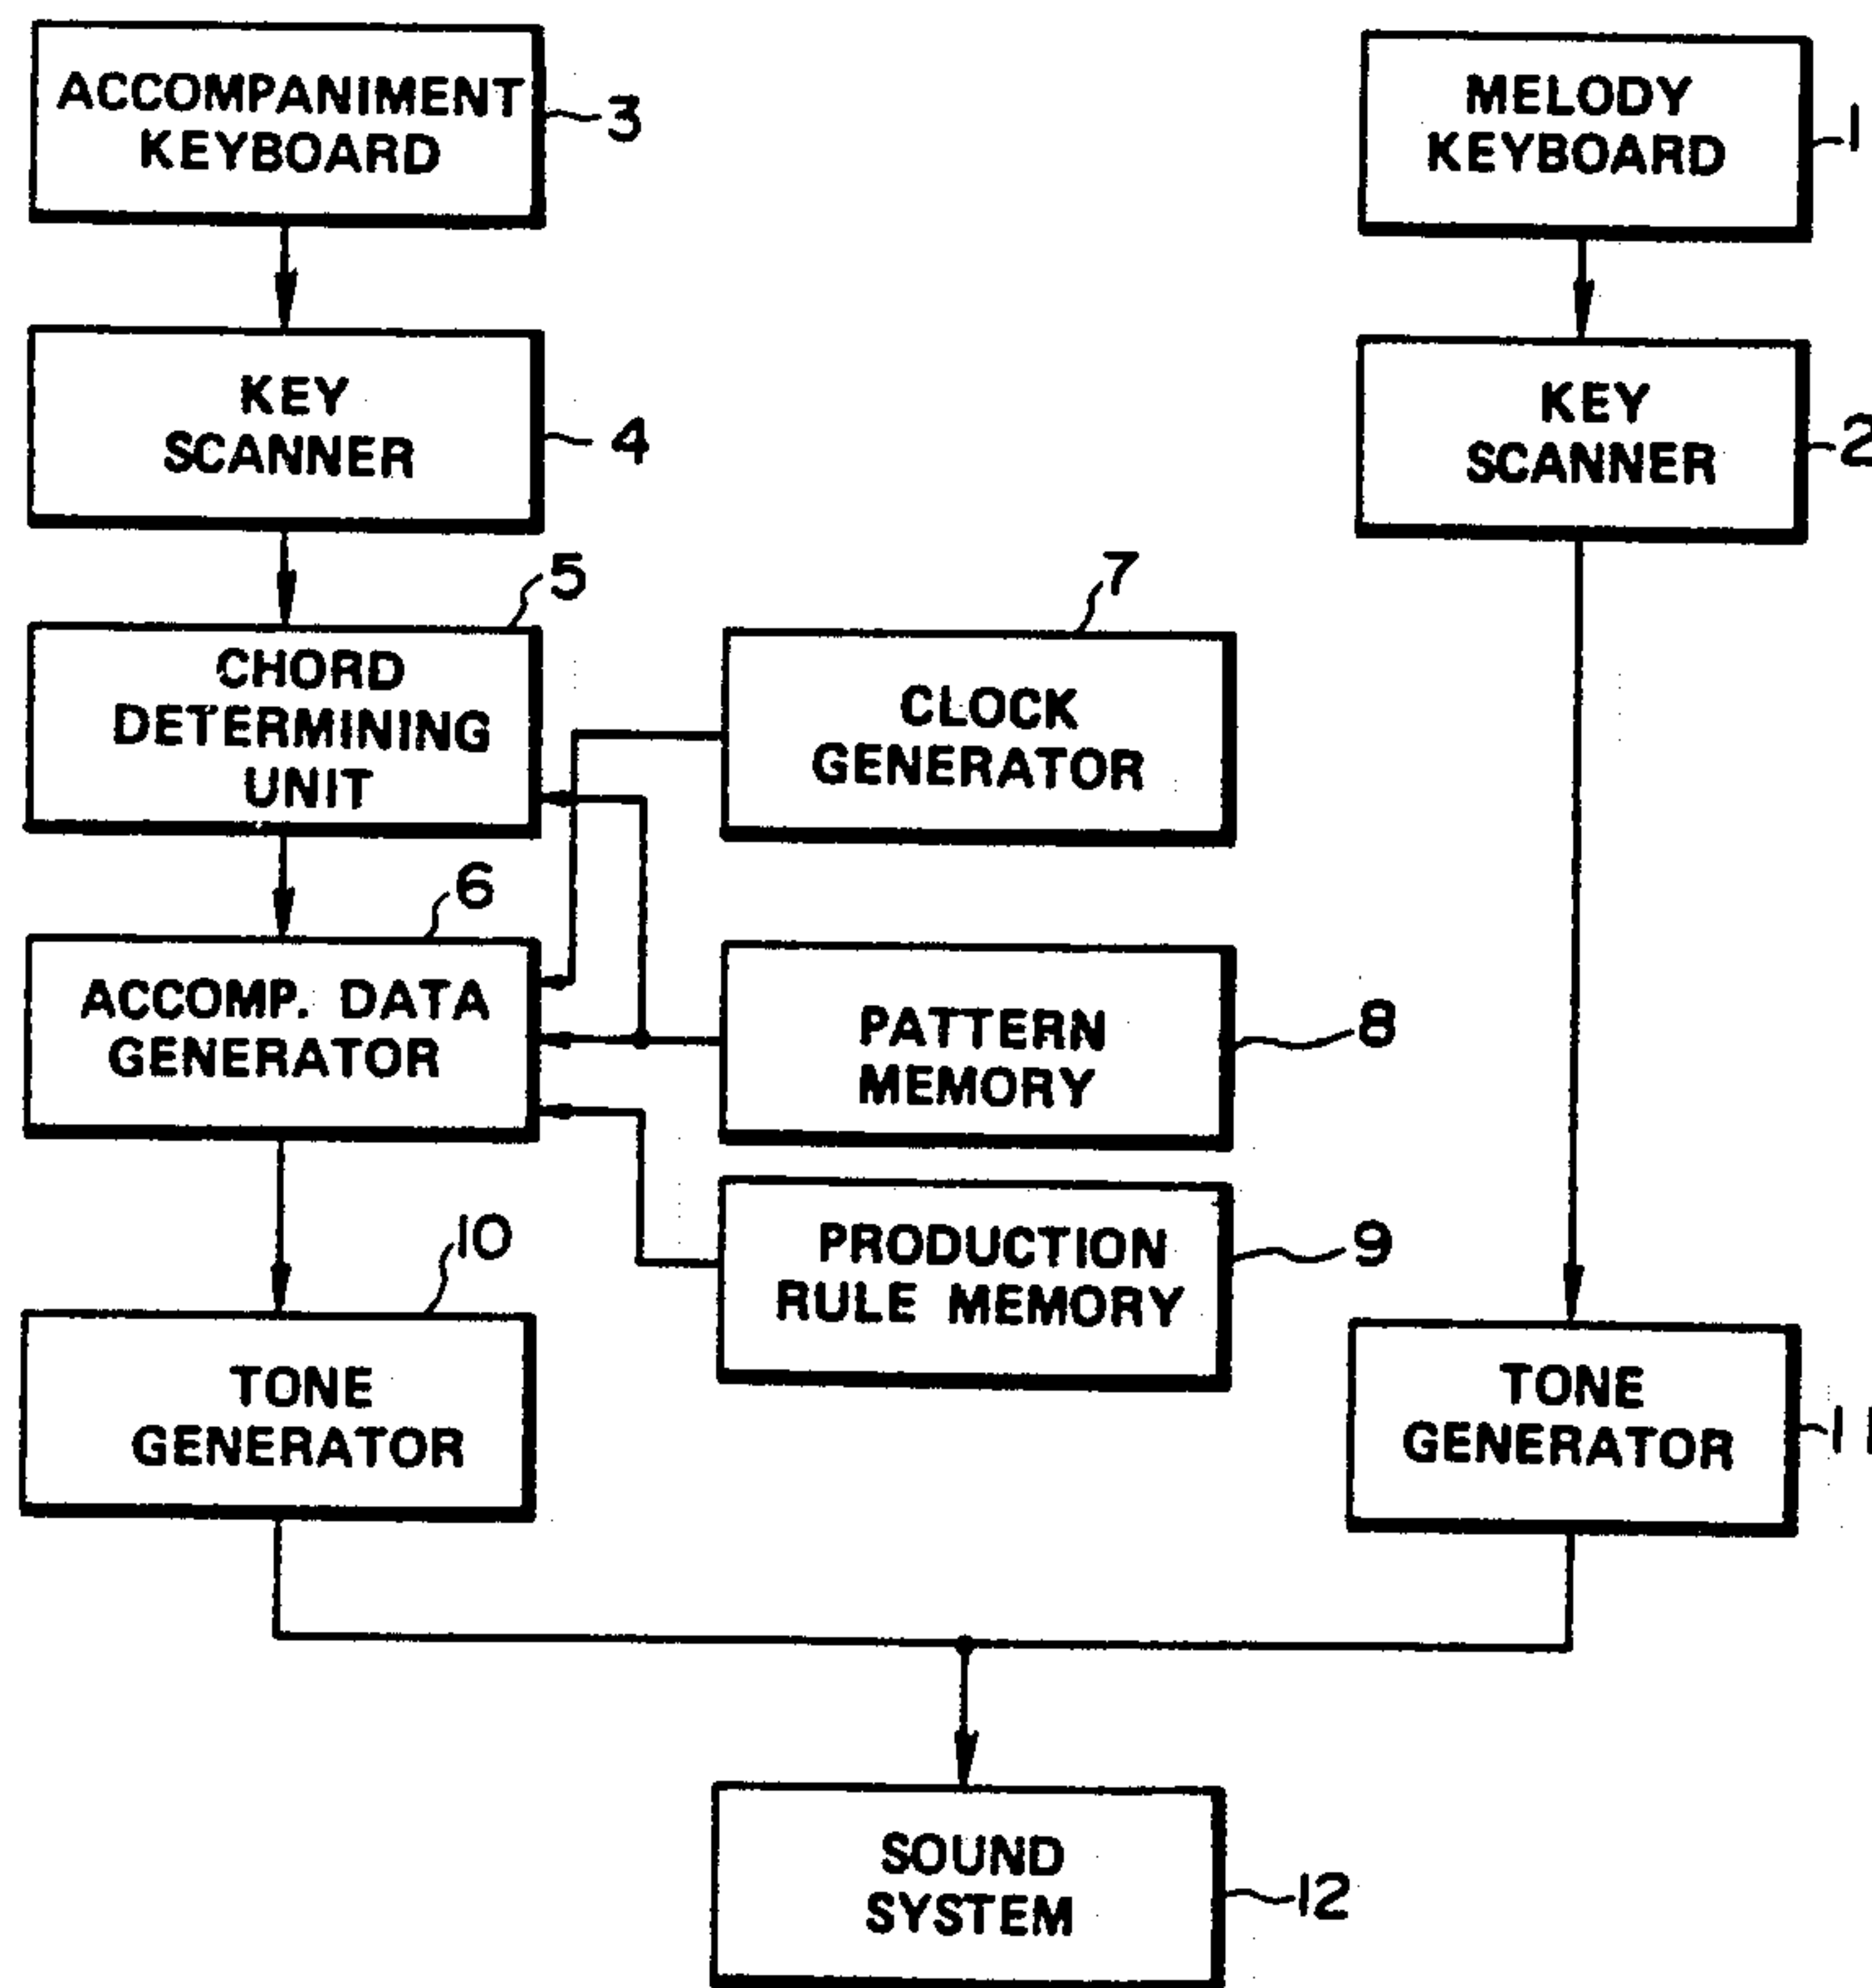 ACCOMPANIMENT
KEYBOARD
3
MELODY
KEYBOARD
1
KEY
SCANNER
4
KEY
SCANNER
2
5
CHORD
DETERMINING
UNIT
7
CLOCK
GENERATOR
6
ACCOMP. DATA
GENERATOR
PATTERN
MEMORY
8
PRODUCTION
RULE MEMORY
9
10
TONE
GENERATOR
TONE
GENERATOR
11
SOUND
SYSTEM
12